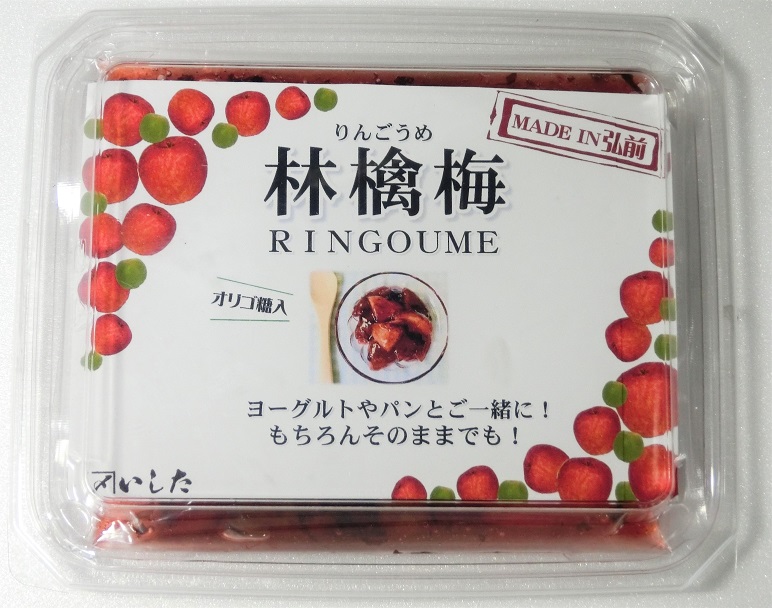 MADE IN弘前
りんごうめ
林檎梅
RINGOUME
オリゴ糖入
ヨーグルトやパンとご一緒に！
もちろんそのままでも！
いした